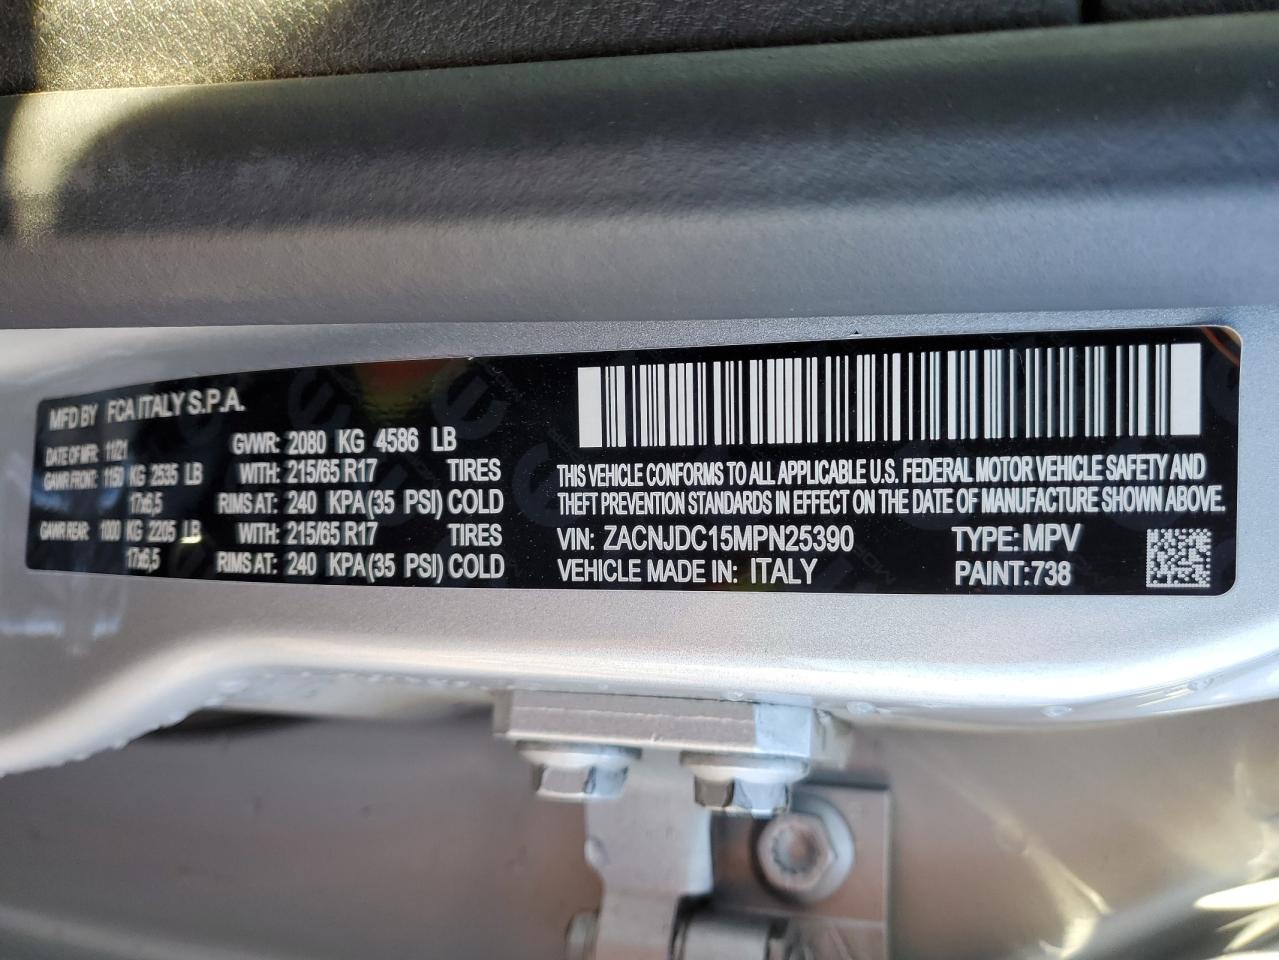 MFD BY FCA ITALY S.P.A.
DATE OF MFR: 11/21 GVWR: 2080 KG 4586 LB
GAWR FRONT: 1150 KG 2535 LB WITH: 215/65 R17 TIRES
17x6,5 RIMS AT: 240 KPA(35 PSI) COLD
GAWR REAR: 1000 KG 2205 LB WITH: 215/65 R17 TIRES
17x6,5 RIMS AT: 240 KPA(35 PSI) COLD
THIS VEHICLE CONFORMS TO ALL APPLICABLE U.S. FEDERAL MOTOR VEHICLE SAFETY AND
THEFT PREVENTION STANDARDS IN EFFECT ON THE DATE OF MANUFACTURE SHOWN ABOVE.
VIN: ZACNJDC15MPN25390 TYPE: MPV
VEHICLE MADE IN: ITALY PAINT:738